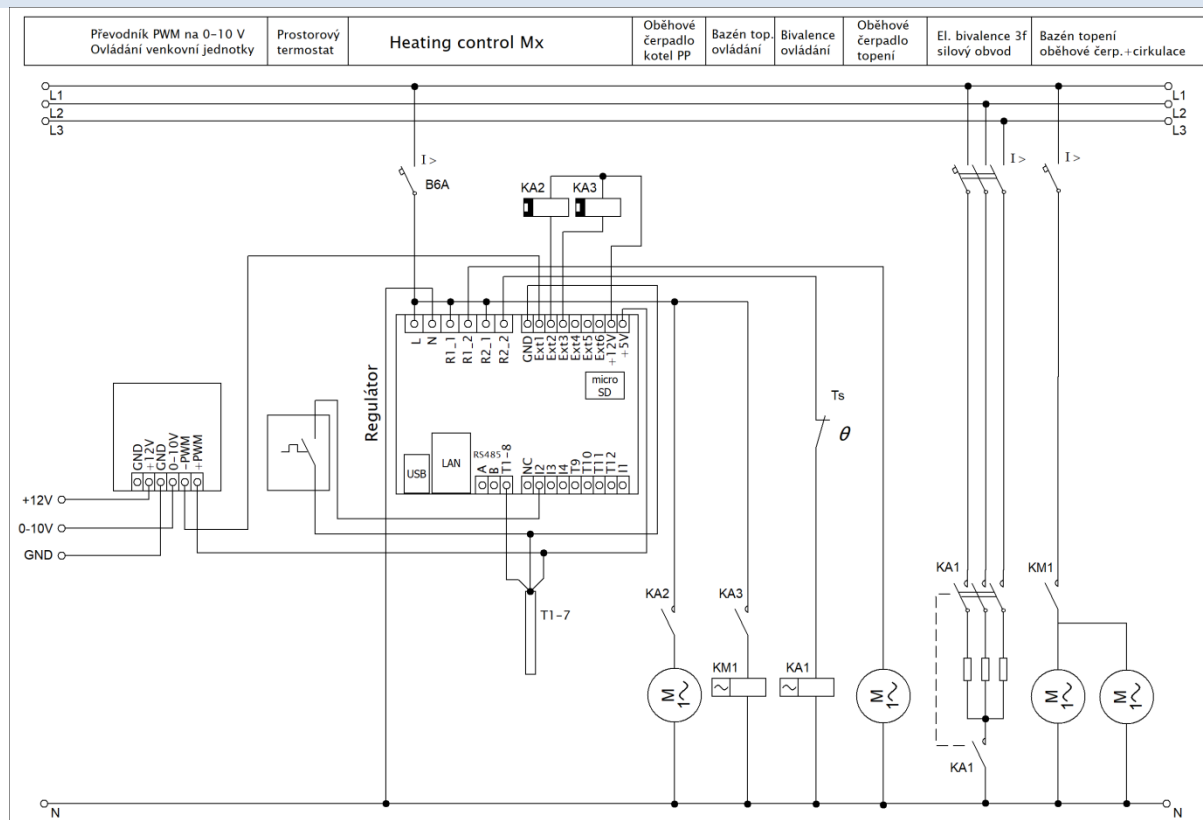 Převodník PWM na 0-10 V
Ovládání venkovní jednotky
Prostorový
termostat
Heating control Mx
Oběhové
čerpadlo
kotel PP
Bazén top.
ovládání
Bivalence
ovládání
Oběhové
čerpadlo
topení
El. bivalence 3f
silový obvod
Bazén topení
oběhové čerp.+cirkulace
L1
L1
L2
L2
L3
L3
I>
B6A
I>
I>
KA2
KA3
L
N
R1_1
R1_2
R2_1
R2_2
GND
Ext1
Ext2
Ext3
Ext4
Ext5
Ext6
+12V
+5V
micro
SD
Regulátor
USB
LAN
RS485
A
B
T1-8
NC
I2
I3
I4
T9
T10
T11
T12
I1
Ts
θ
GND
+12V
GND
0-10V
-PWM
+PWM
+12V
0-10V
GND
T1-7
KA2
KA3
KA1
KM1
KM1
KA1
M
1~
M
1~
M
1~
M
1~
KA1
N
N